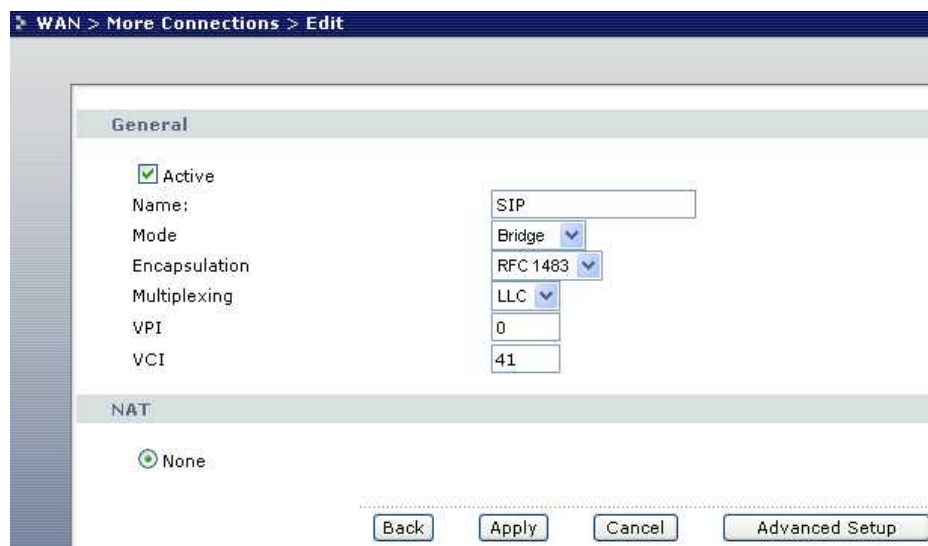 WAN > More Connections > Edit
General
Active
Name: SIP
Mode Bridge
Encapsulation RFC 1483
Multiplexing LLC
VPI 0
VCI 41
NAT
None
Back Apply Cancel Advanced Setup